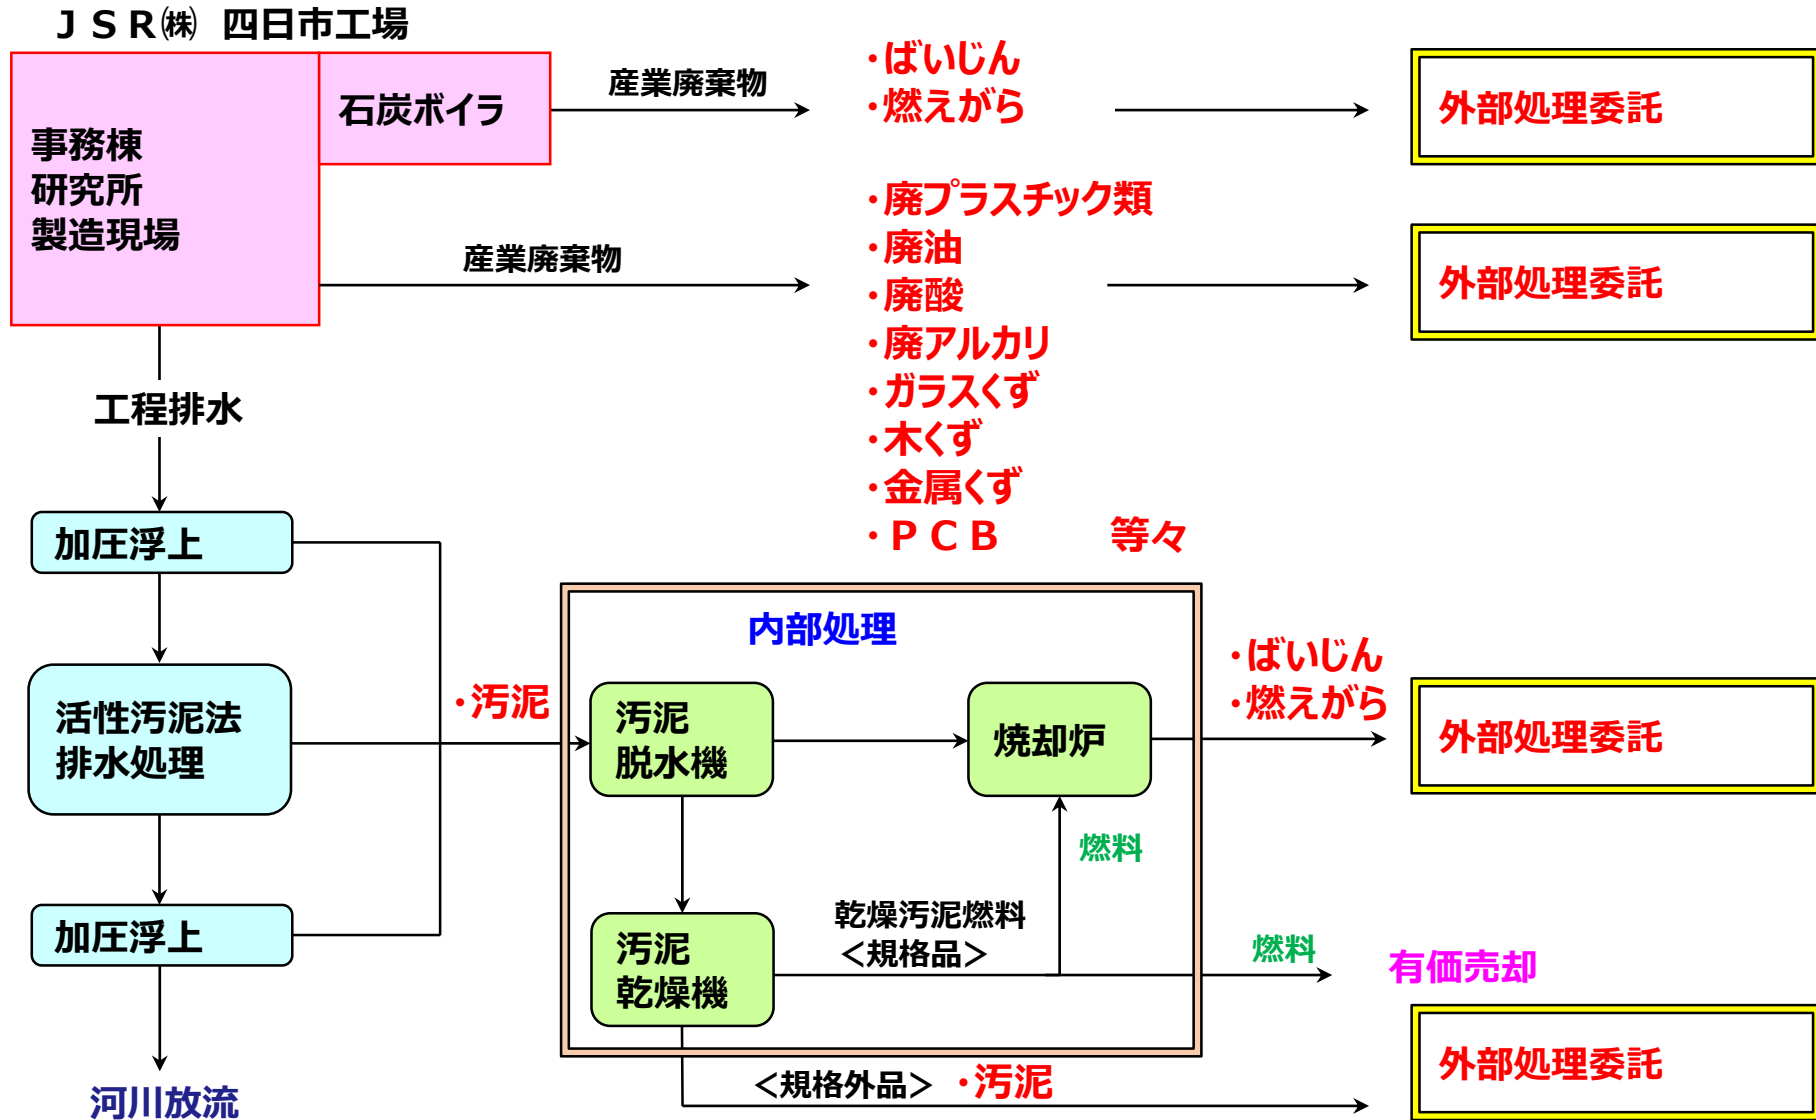 ＪＳＲ㈱ 四日市工場
事務棟
研究所
製造現場
石炭ボイラ
産業廃棄物
・ばいじん
・燃えがら
外部処理委託
産業廃棄物
・廃プラスチック類
・廃油
・廃酸
・廃アルカリ
・ガラスくず
・木くず
・金属くず
・ＰＣＢ 等々
外部処理委託
工程排水
加圧浮上
活性汚泥法
排水処理
加圧浮上
河川放流
・汚泥
内部処理
汚泥
脱水機
焼却炉
・ばいじん
・燃えがら
外部処理委託
燃料
汚泥
乾燥機
乾燥汚泥燃料
＜規格品＞
燃料
有価売却
＜規格外品＞ ・汚泥
外部処理委託